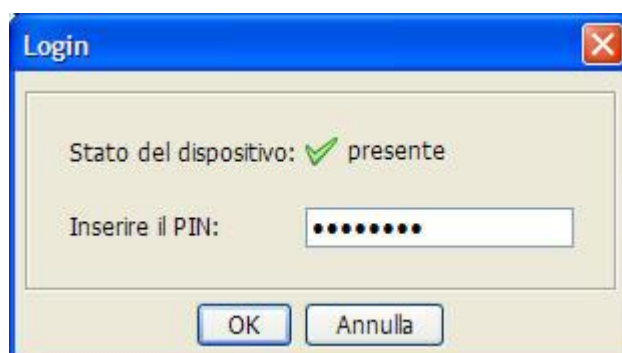 Login
Stato del dispositivo: presente
Inserire il PIN: ••••••••
OK Annulla